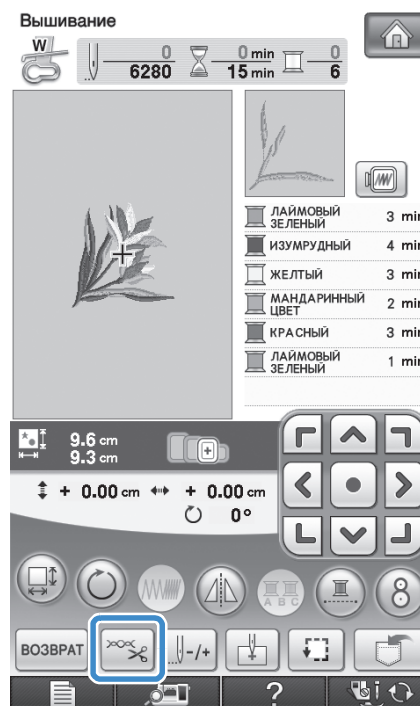 Вышивание
W
0
6280
0 min
15 min
0
6
ЛАЙМОВЫЙ
ЗЕЛЕНЫЙ
3 min
ИЗУМРУДНЫЙ 4 min
ЖЕЛТЫЙ 3 min
МАНДАРИННЫЙ
ЦВЕТ
2 min
КРАСНЫЙ 3 min
ЛАЙМОВЫЙ
ЗЕЛЕНЫЙ
1 min
9.6 cm
9.3 cm
+ 0.00 cm + 0.00 cm
0°
A B C
8
ВОЗВРАТ -/+
?